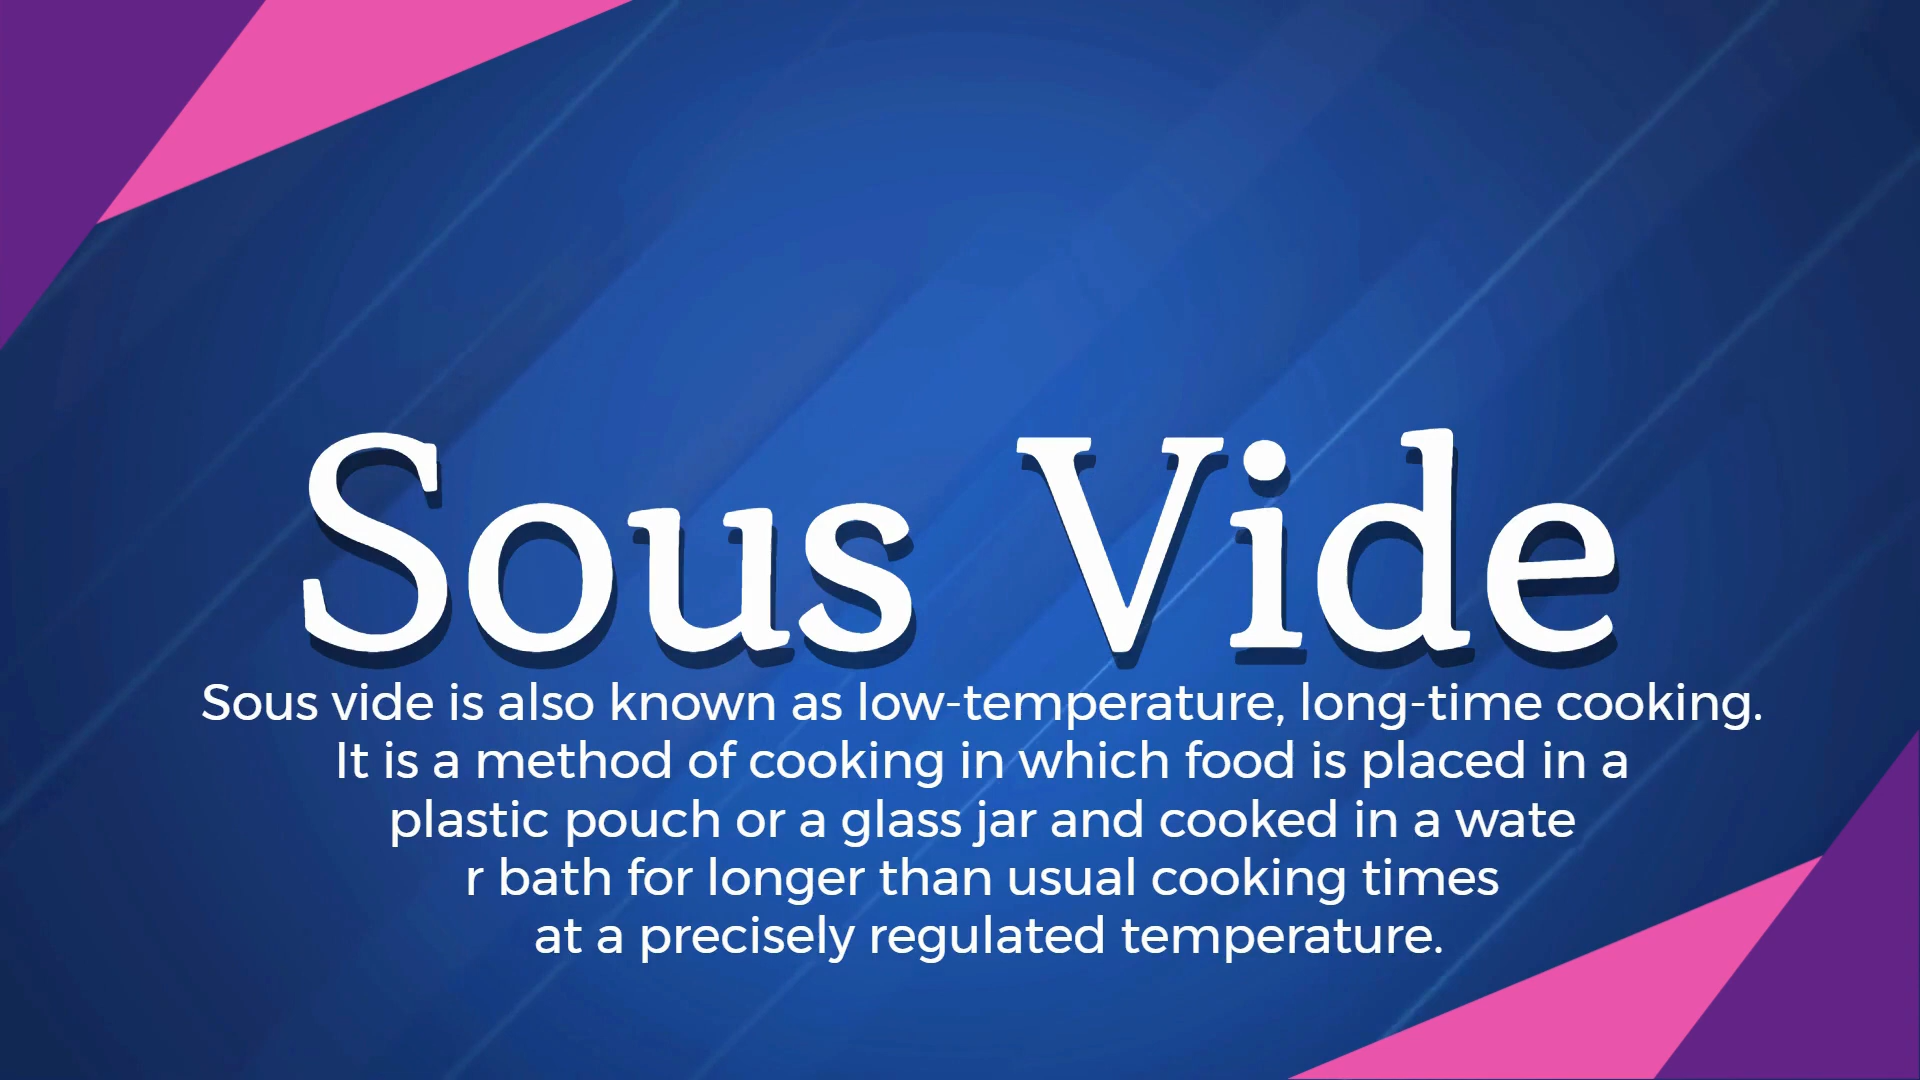 Sous Vide
Sous vide is also known as low-temperature, long-time cooking.
It is a method of cooking in which food is placed in a
plastic pouch or a glass jar and cooked in a wate
r bath for longer than usual cooking times
at a precisely regulated temperature.